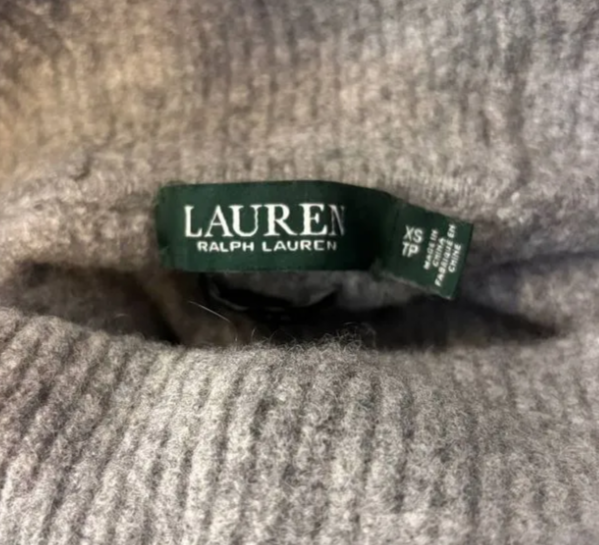 LAUREN
RALPH LAUREN
XS
TP
MADE IN
CHINA
FABRIQUÉ EN
CHINE